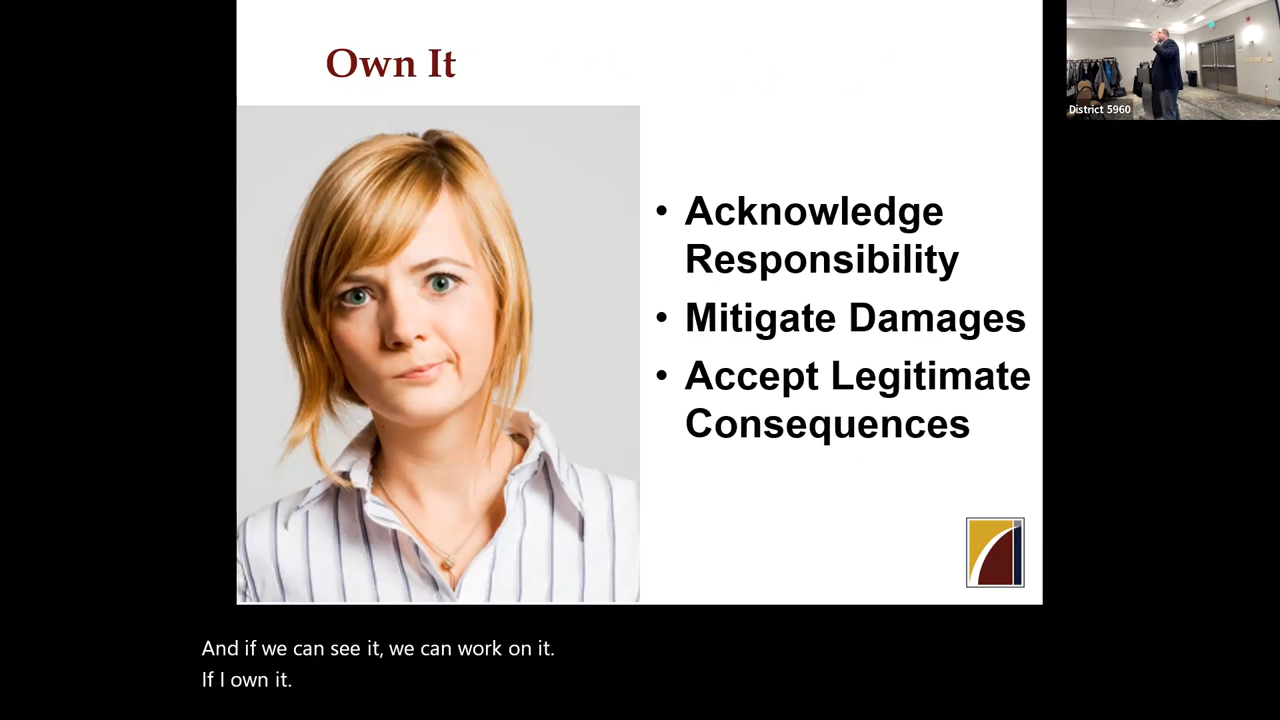 Own It
• Acknowledge
Responsibility
• Mitigate Damages
• Accept Legitimate
Consequences
District 5960
And if we can see it, we can work on it.
If I own it.